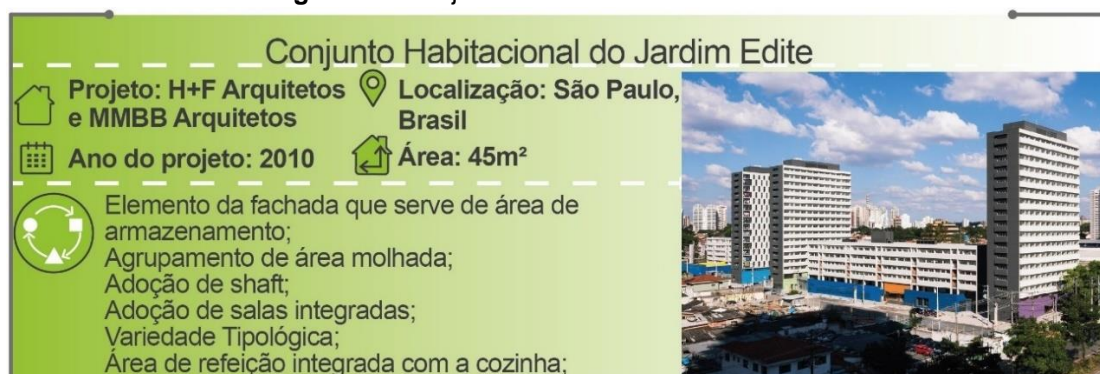 Conjunto Habitacional do Jardim Edite
Projeto: H+F Arquitetos
e MMBB Arquitetos
Localização: São Paulo,
Brasil
Ano do projeto: 2010
Área: 45m²
Elemento da fachada que serve de área de
armazenamento;
Agrupamento de área molhada;
Adoção de shaft;
Adoção de salas integradas;
Variedade Tipológica;
Área de refeição integrada com a cozinha;